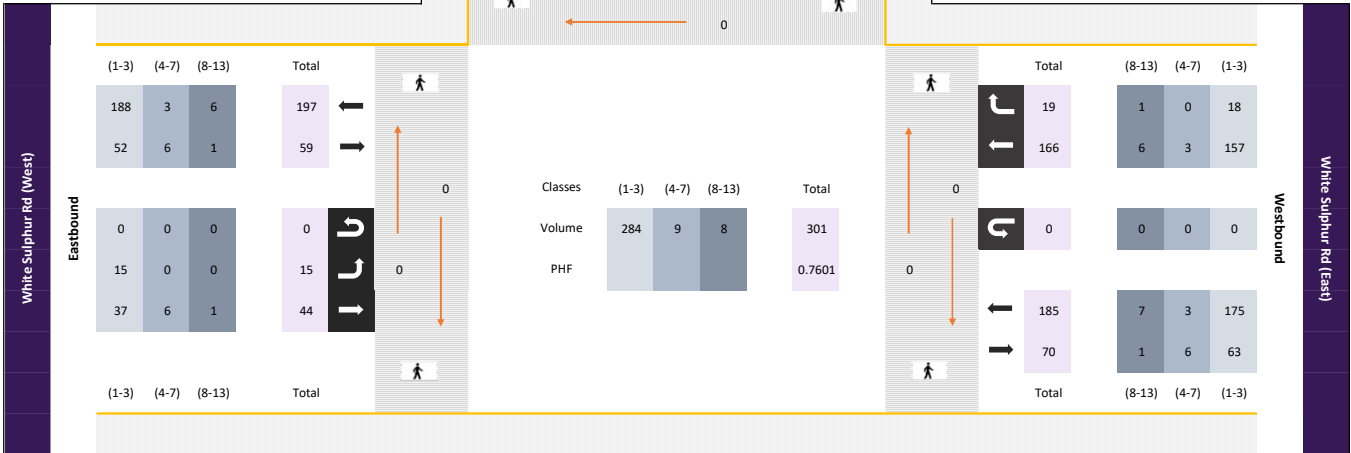 0
(1-3) (4-7) (8-13) Total
Total (8-13) (4-7) (1-3)
188 3 6 197
19 1 0 18
52 6 1 59
166 6 3 157
White Sulphur Rd (West)
Eastbound
0
0
Classes (1-3) (4-7) (8-13) Total
Volume 284 9 8 301
PHF 0.7601
0
0
0 0 0 0
0 0 0 0
15 0 0 15
37 6 1 44
185 7 3 175
70 1 6 63
Westbound
White Sulphur Rd (East)
(1-3) (4-7) (8-13) Total
Total (8-13) (4-7) (1-3)